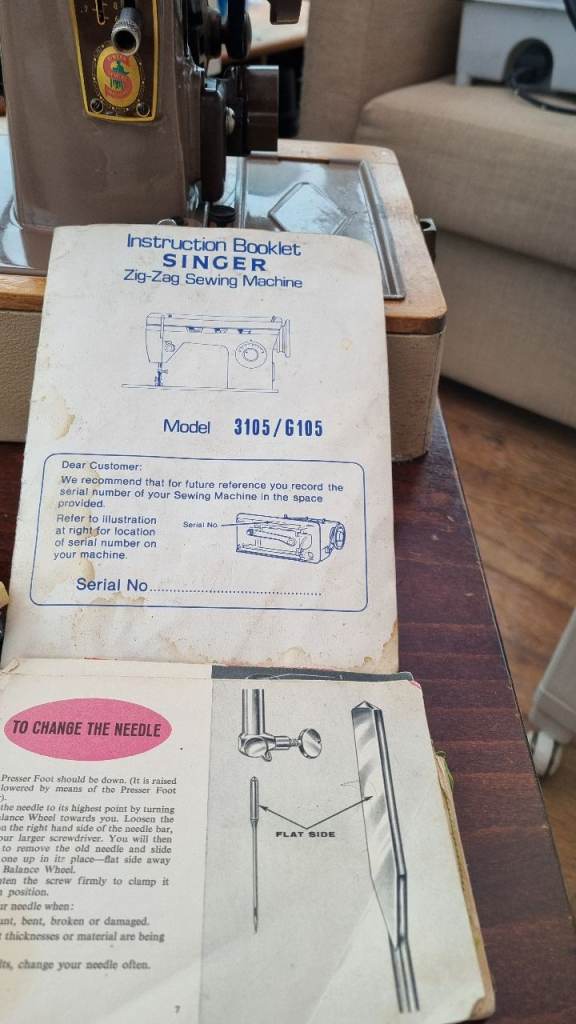 .7
S
Instruction Booklet
SINGER
Zig-Zag Sewing Machine
Model 3105/6105
Dear Customer:
We recommend that for future reference you record the
serial number of your Sewing Machine in the space
provided.
Refer to illustration
at right for location
of serial number on
your machine.
Serial No.
Serial No
TO CHANGE THE NEEDLE
Presser Foot should be down. (It is raised
lowered by means of the Presser Foot
the needle to its highest point by turning
Balance Wheel towards you. Loosen the
the right hand side of the needle bar,
our larger screwdriver. You will then
to remove the old needle and slide
one up in its place—flat side away
Balance Wheel.
the screw firmly to clamp it
position.
needle when:
bent, broken or damaged.
thicknesses or material are being
change your needle often.
FLAT SIDE
7